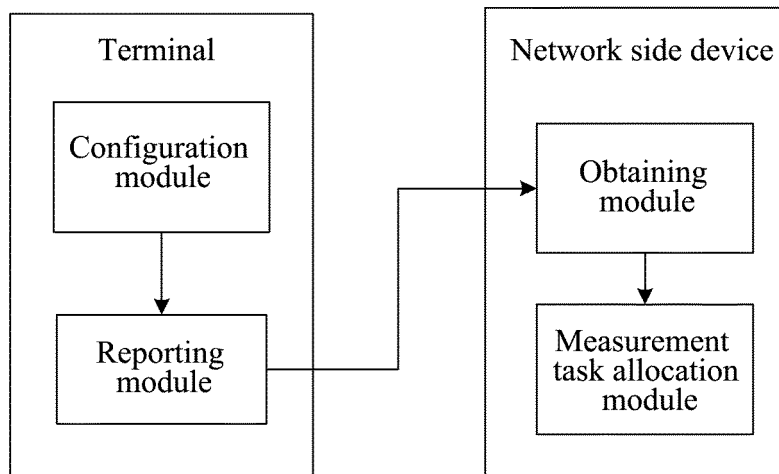 Terminal
Configuration
module
Reporting
module
Network side device
Obtaining
module
Measurement
task allocation
module